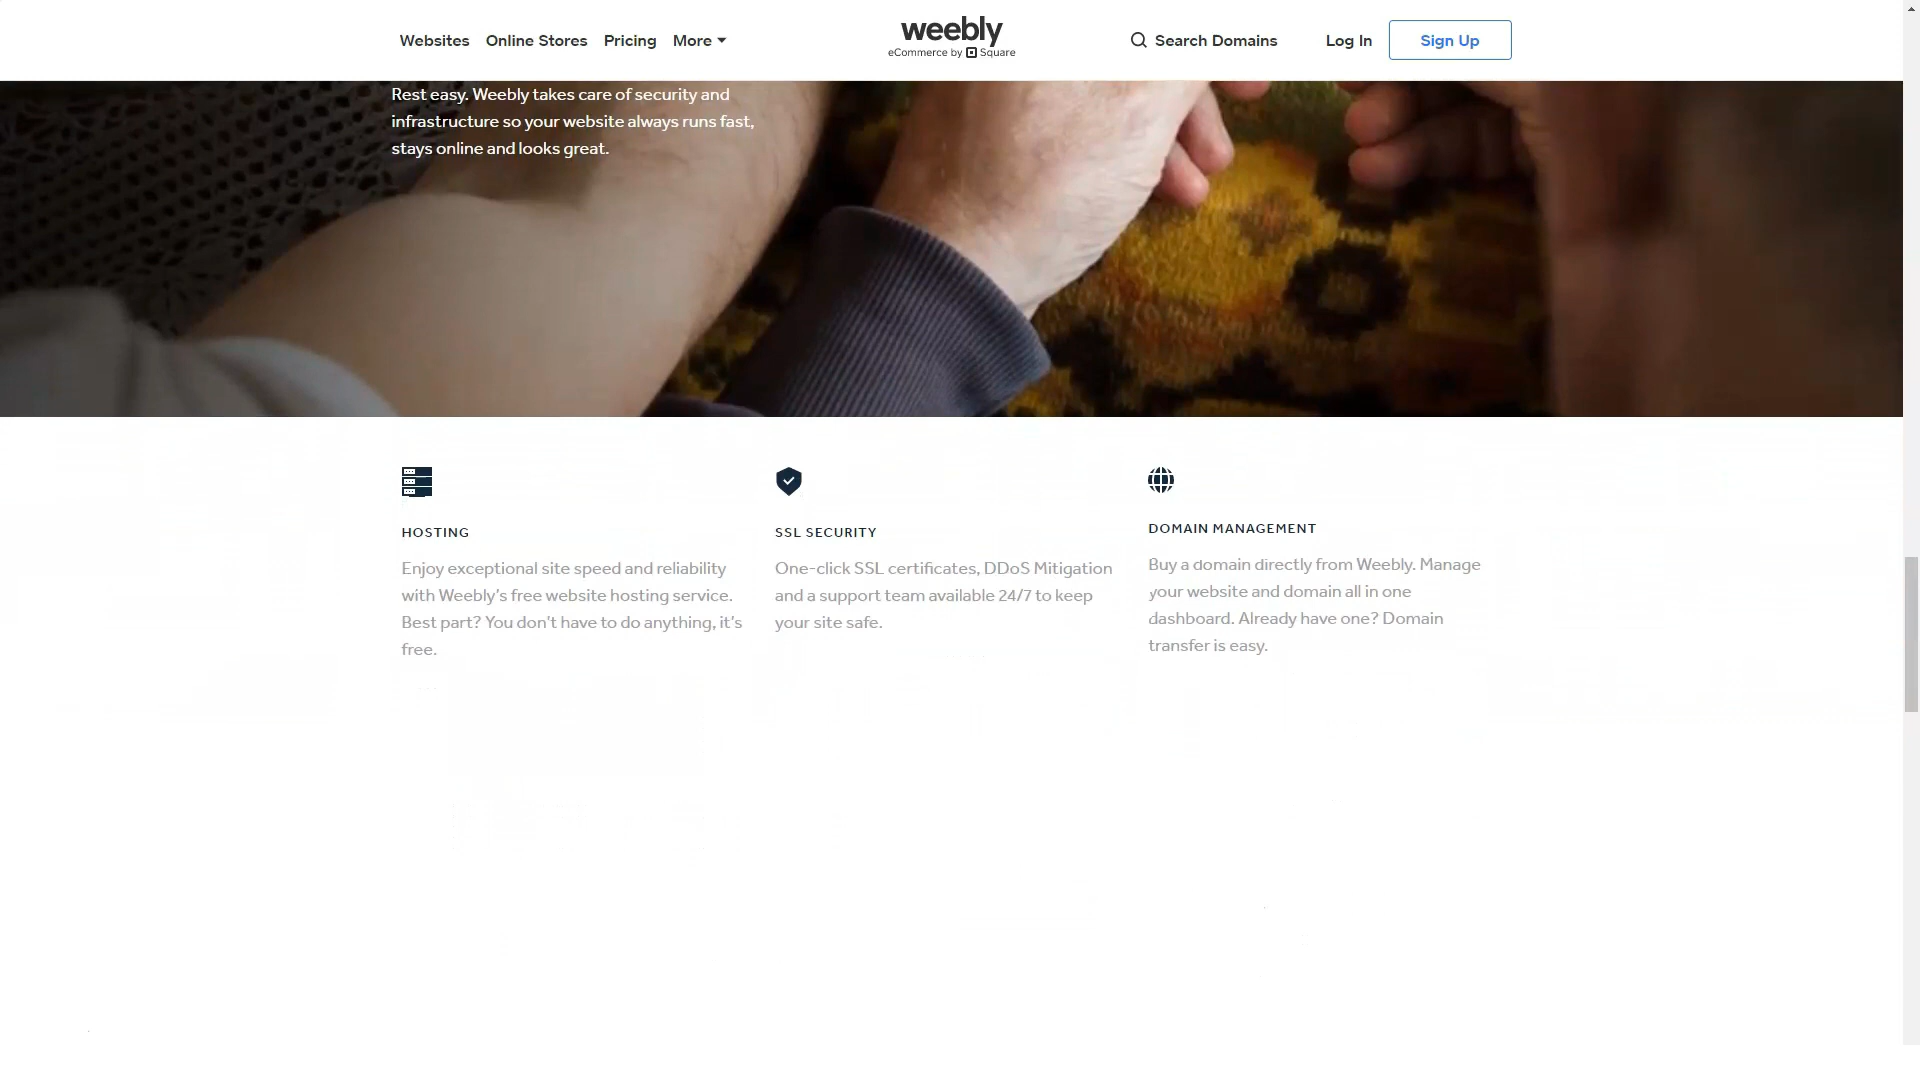 Websites Online Stores Pricing More
weebly
eCommerce by Square
Search Domains
Log In
Sign Up
Rest easy. Weebly takes care of security and
infrastructure so your website always runs fast,
stays online and looks great.
HOSTING
Enjoy exceptional site speed and reliability
with Weebly’s free website hosting service.
Best part? You don’t have to do anything, it’s
free.
SSL SECURITY
One-click SSL certificates, DDoS Mitigation
and a support team available 24/7 to keep
your site safe.
DOMAIN MANAGEMENT
Buy a domain directly from Weebly. Manage
your website and domain all in one
dashboard. Already have one? Domain
transfer is easy.